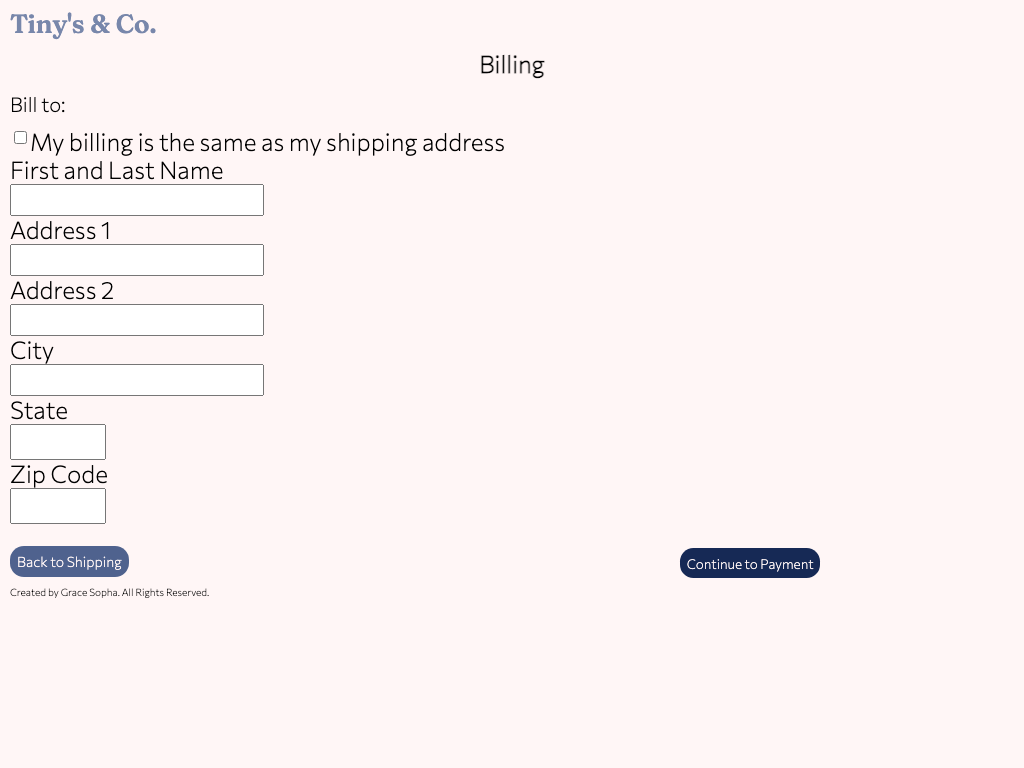 Tiny's & Co.
Billing
Bill to:
My billing is the same as my shipping address
First and Last Name
Address 1
Address 2
City
State
Zip Code
Back to Shipping
Continue to Payment
Created by Grace Sopha. All Rights Reserved.